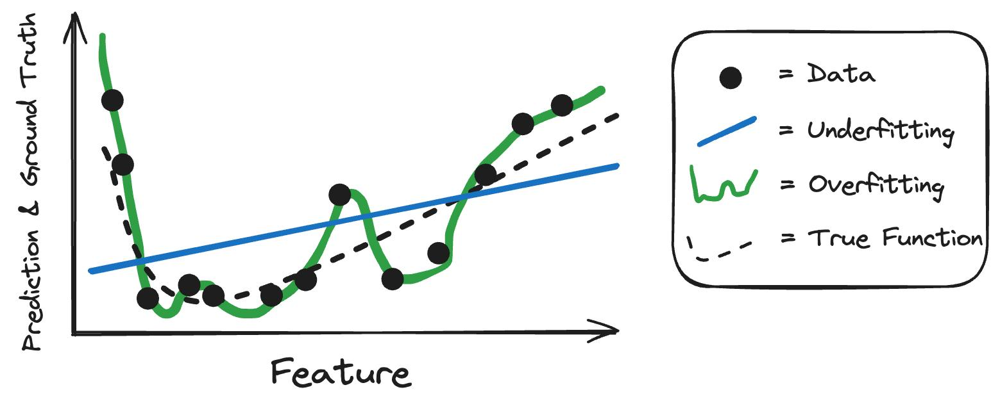 Prediction & Ground Truth
Feature
= Data
= Underfitting
= Overfitting
= True Function